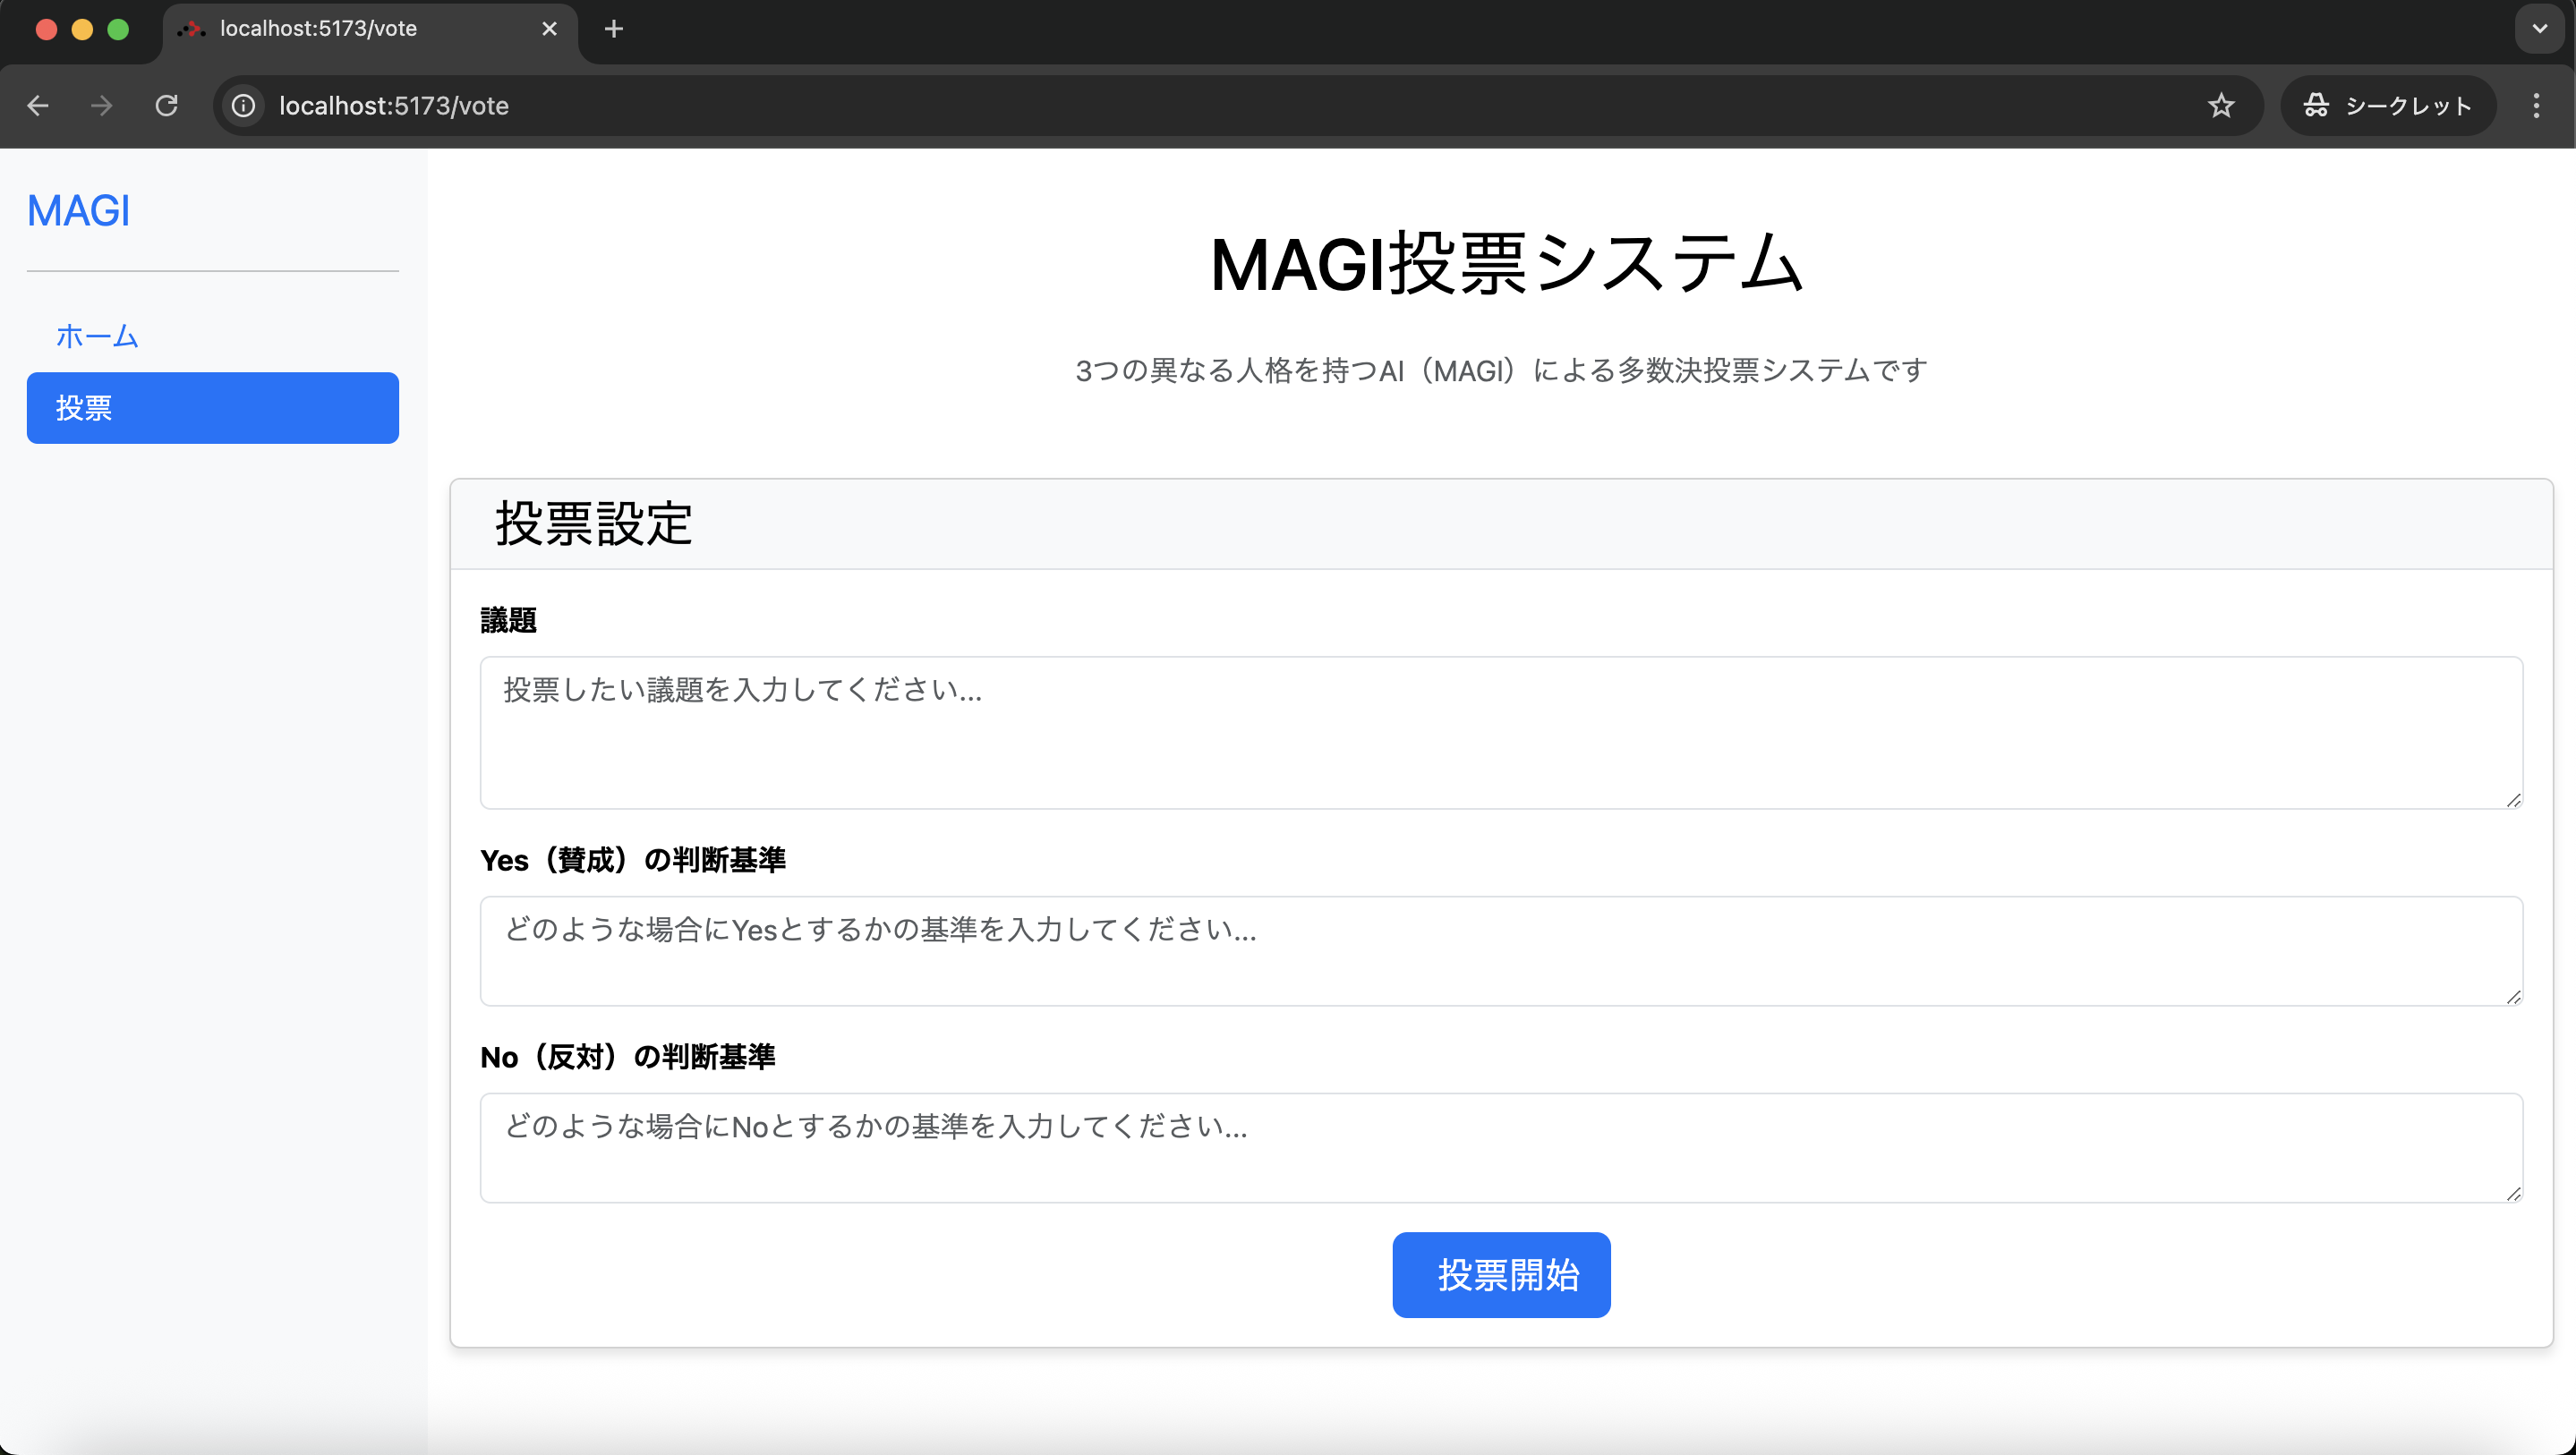 localhost:5173/vote
localhost:5173/vote
シークレット
MAGI
ホーム
投票
MAGI投票システム
3つの異なる人格を持つAI（MAGI）による多数決投票システムです
投票設定
議題
投票したい議題を入力してください...
Yes（賛成）の判断基準
どのような場合にYesとするかの基準を入力してください...
No（反対）の判断基準
どのような場合にNoとするかの基準を入力してください...
投票開始